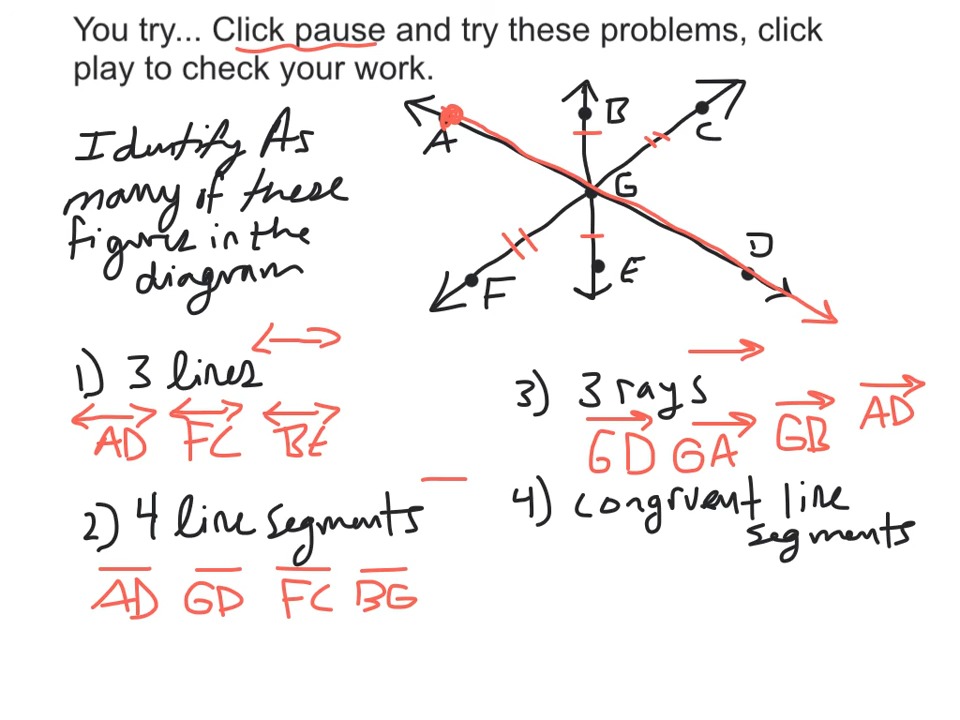 You try... Click pause and try these problems, click
play to check your work.
Identify As
many of these
figures in the
diagram
A
B
C
G
D
E
F
1) 3 lines
AD FC BE
2) 4 line segments
AD GD FC BG
3) 3 rays
GD GA GB AD
4) congruent line
segments